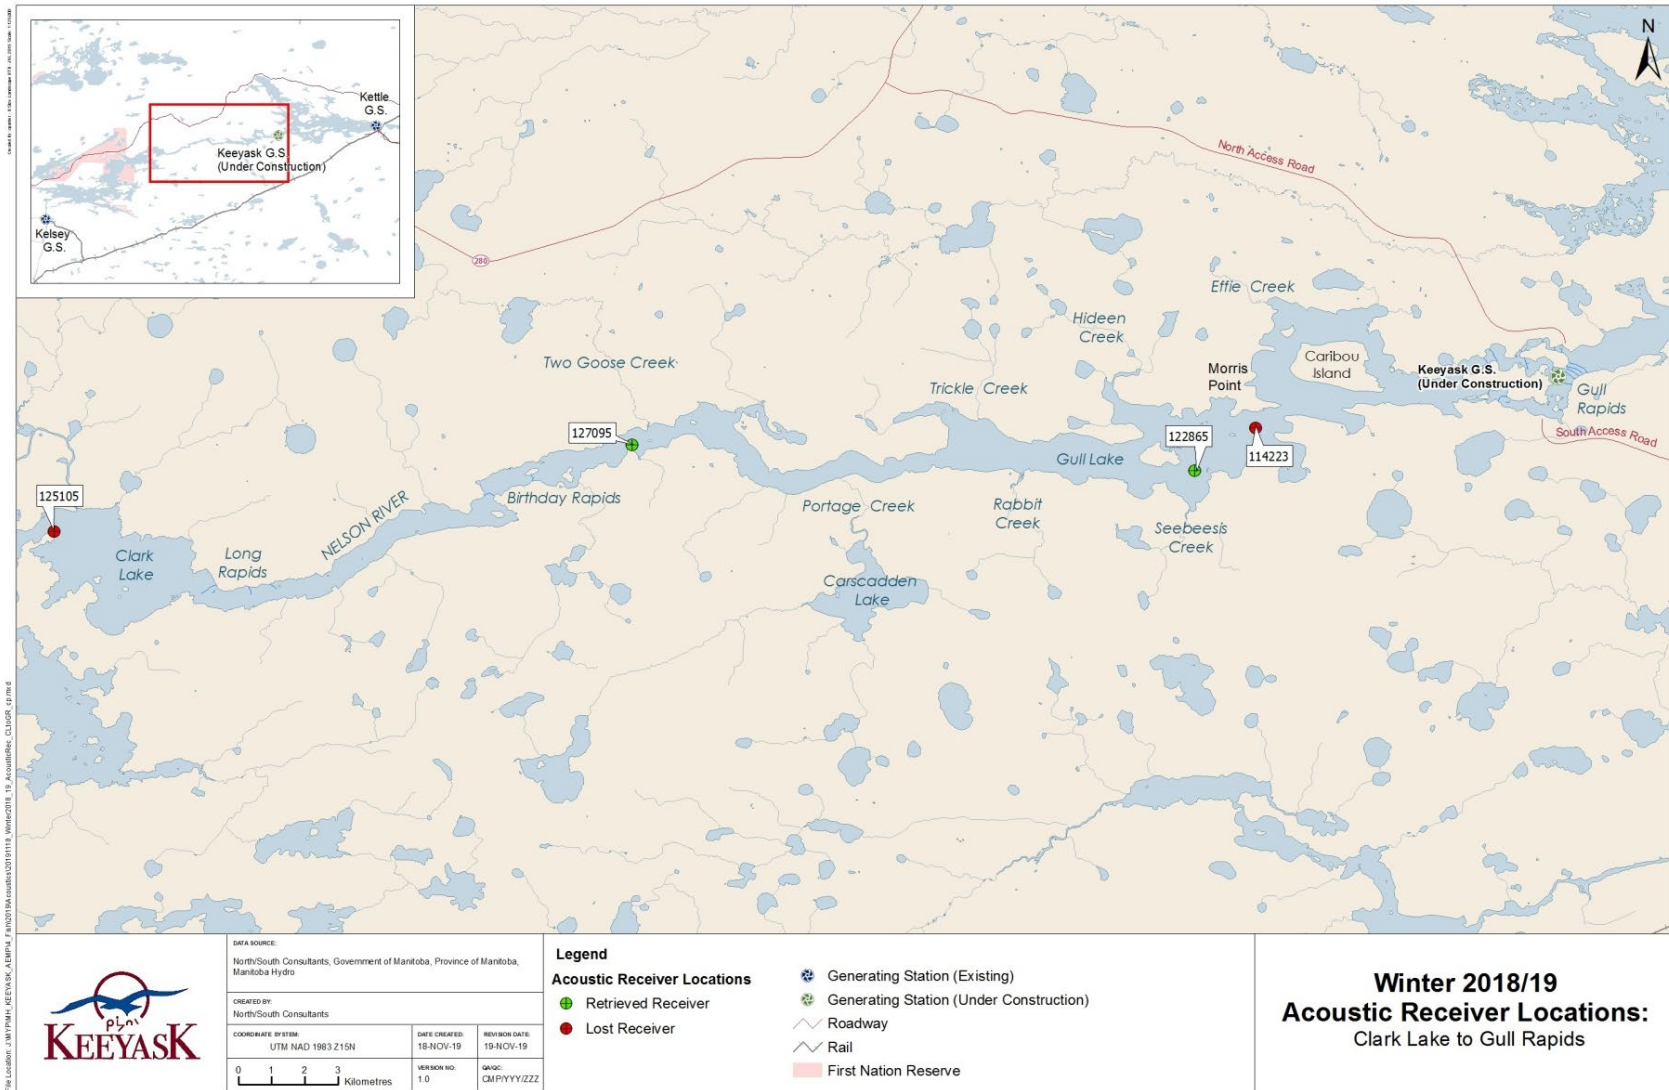 Kettle
G.S.
Keeyask G.S.
(Under Construction)
Kelsey
G.S.
N
North Access Road
280
Effie Creek
Hideen
Creek
Two Goose Creek
Caribou
Island
Morris
Point
Keeyask G.S.
(Under Construction)
Trickle Creek
Gull
Rapids
South Access Road
127095
122865
114223
Gull Lake
125105
Birthday Rapids
NELSON RIVER
Portage Creek
Rabbit
Creek
Seebeesis
Creek
Clark
Lake
Long
Rapids
Carscadden
Lake
KEEYASK
DATA SOURCE:
North/South Consultants, Government of Manitoba, Province of Manitoba,
Manitoba Hydro
CREATED BY:
North/South Consultants
COORDINATE SYSTEM:
UTM NAD 1983 Z15N
DATE CREATED:
18-NOV-19
REVISION DATE:
19-NOV-19
0 1 2 3 Kilometres
VERSION NO:
1.0
QA/QC:
CMP/YYY/ZZZ
Legend
Acoustic Receiver Locations
Retrieved Receiver
Lost Receiver
Generating Station (Existing)
Generating Station (Under Construction)
Roadway
Rail
First Nation Reserve
Winter 2018/19
Acoustic Receiver Locations:
Clark Lake to Gull Rapids